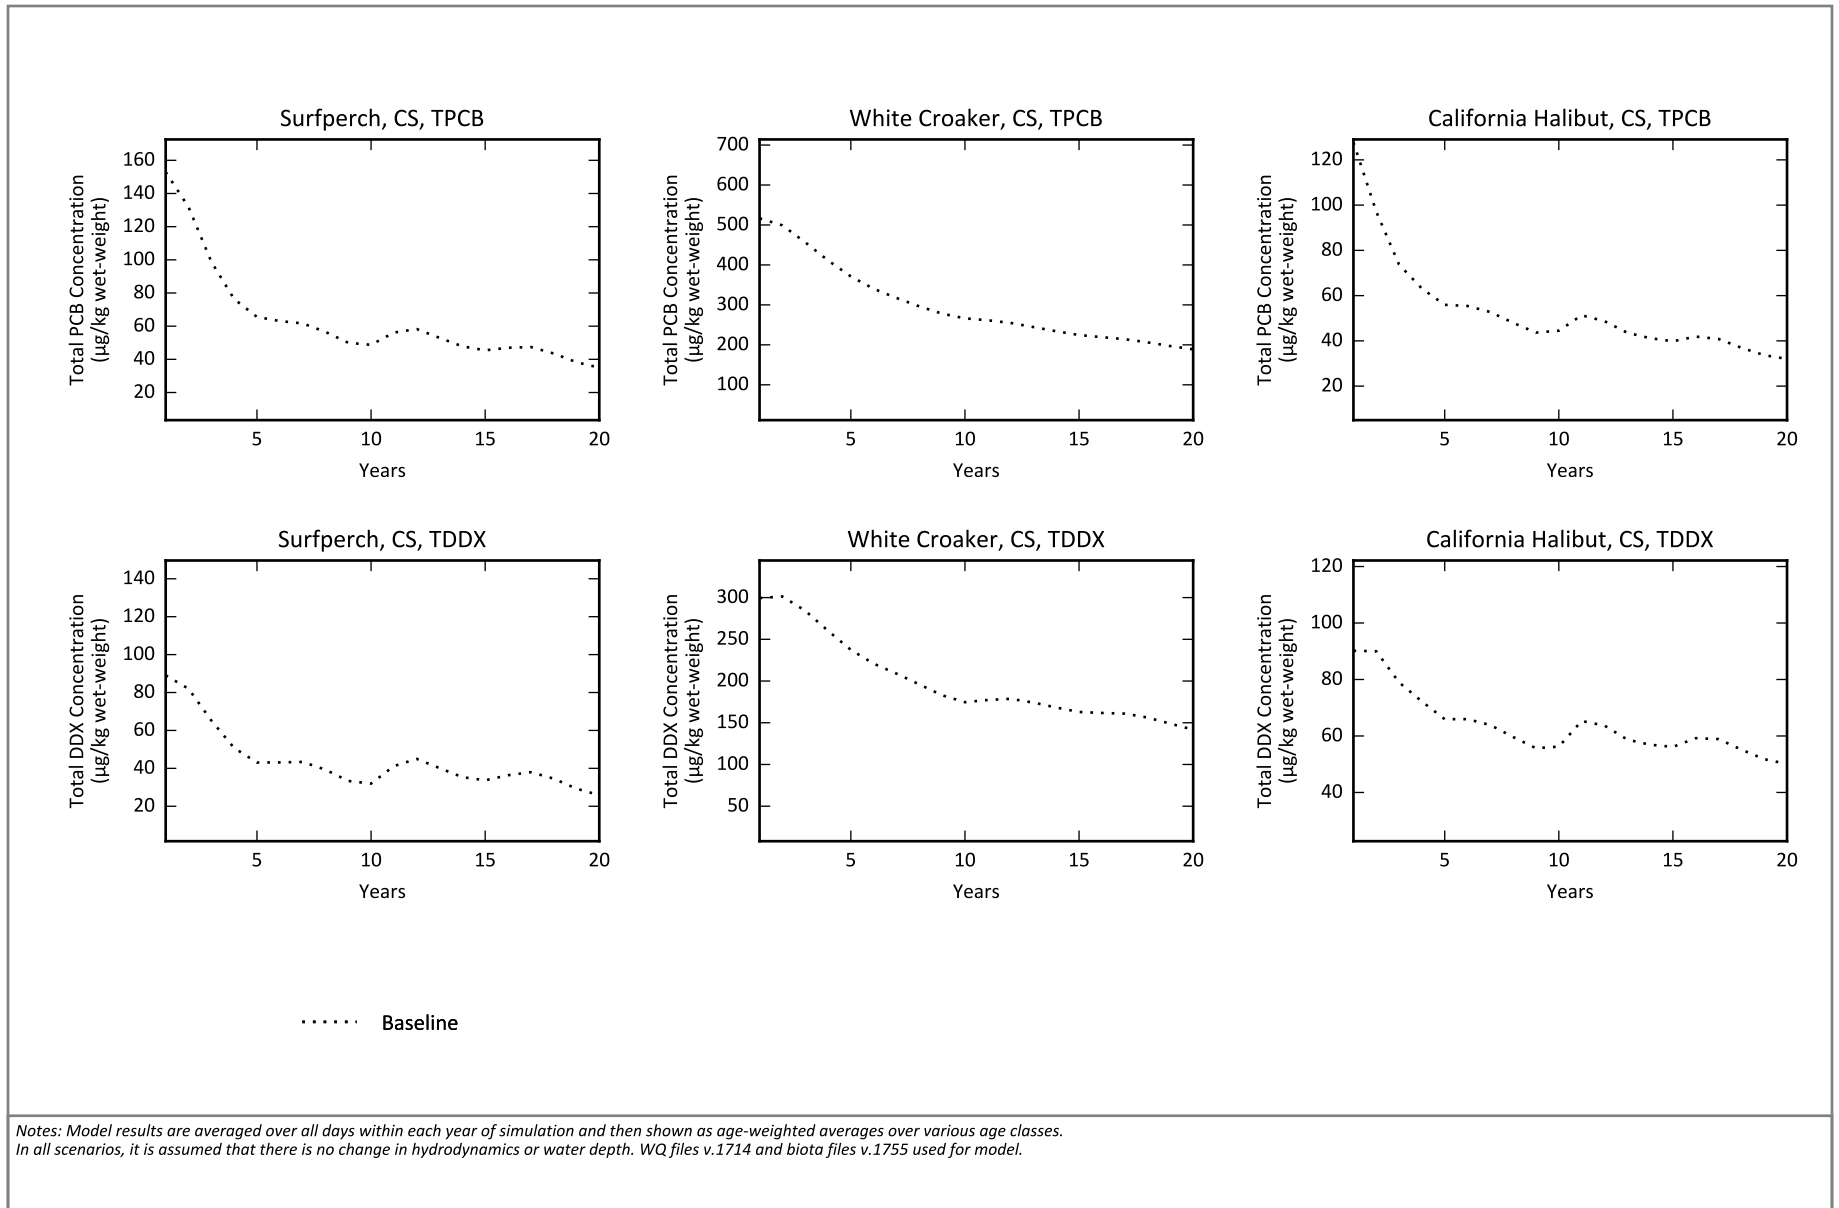 Surfperch, CS, TPCB
Total PCB Concentration
(µg/kg wet-weight)
160
140
120
100
80
60
40
20
5 10 15 20
Years
White Croaker, CS, TPCB
Total PCB Concentration
(µg/kg wet-weight)
700
600
500
400
300
200
100
5 10 15 20
Years
California Halibut, CS, TPCB
Total PCB Concentration
(µg/kg wet-weight)
120
100
80
60
40
20
5 10 15 20
Years
Surfperch, CS, TDDX
Total DDX Concentration
(µg/kg wet-weight)
140
120
100
80
60
40
20
5 10 15 20
Years
White Croaker, CS, TDDX
Total DDX Concentration
(µg/kg wet-weight)
300
250
200
150
100
50
5 10 15 20
Years
California Halibut, CS, TDDX
Total DDX Concentration
(µg/kg wet-weight)
120
100
80
60
40
5 10 15 20
Years
Baseline
Notes: Model results are averaged over all days within each year of simulation and then shown as age-weighted averages over various age classes.
In all scenarios, it is assumed that there is no change in hydrodynamics or water depth. WQ files v.1714 and biota files v.1755 used for model.